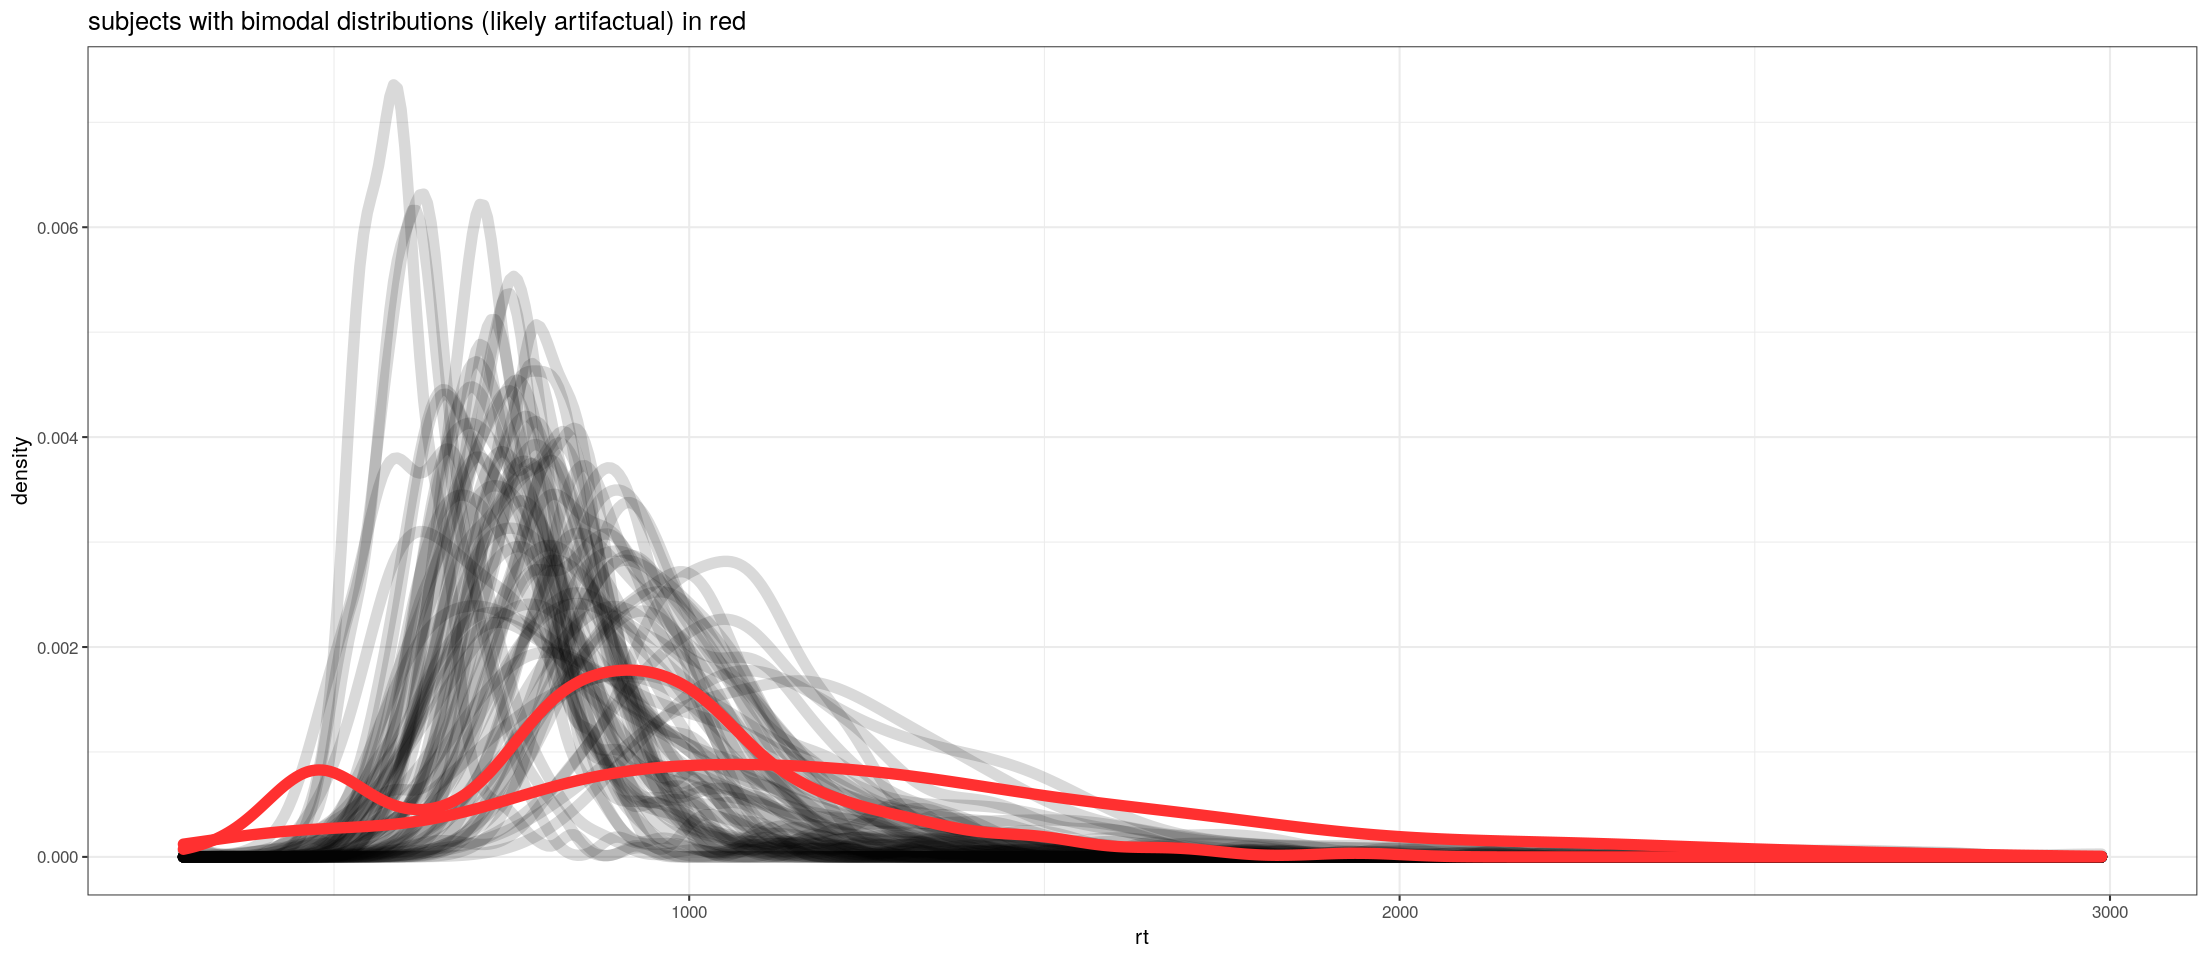 subjects with bimodal distributions (likely artifactual) in red
density
0.006
0.004
0.002
0.000
1000
2000
3000
rt